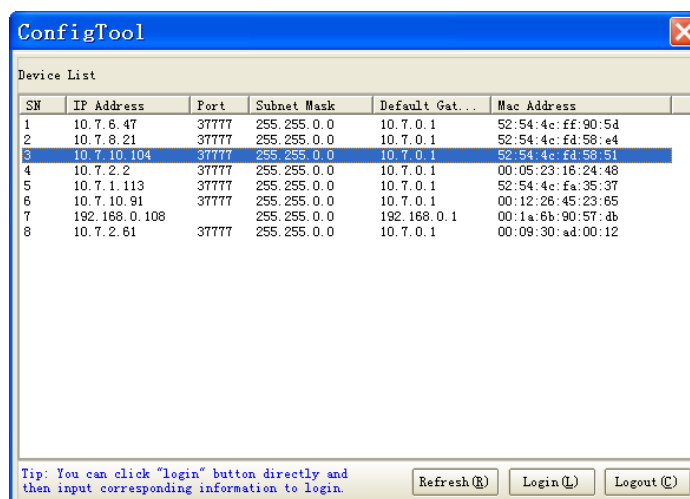 ConfigTool
Device List
SN IP Address Port Subnet Mask Default Gat... Mac Address
1 10.7.6.47 37777 255.255.0.0 10.7.0.1 52:54:4c:ff:90:5d
2 10.7.8.21 37777 255.255.0.0 10.7.0.1 52:54:4c:fd:58:e4
3 10.7.10.104 37777 255.255.0.0 10.7.0.1 52:54:4c:fd:58:51
4 10.7.2.2 37777 255.255.0.0 10.7.0.1 00:05:23:16:24:48
5 10.7.1.113 37777 255.255.0.0 10.7.0.1 52:54:4c:fa:35:37
6 10.7.10.91 37777 255.255.0.0 10.7.0.1 00:12:26:45:23:65
7 192.168.0.108 255.255.0.0 192.168.0.1 00:1a:6b:90:57:db
8 10.7.2.61 37777 255.255.0.0 10.7.0.1 00:09:30:ad:00:12
Tip: You can click "login" button directly and
then input corresponding information to login.
Refresh(R) Login(L) Logout(C)